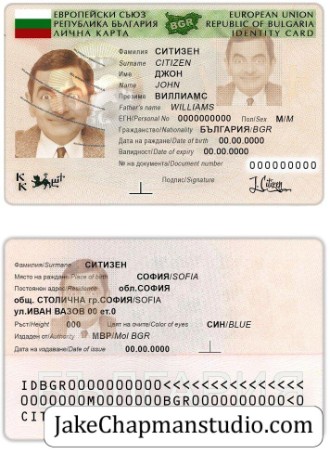 ЕВРОПЕЙСКИ СЪЮЗ EUROPEAN UNION
РЕПУБЛИКА БЪЛГАРИЯ BGR REPUBLIC OF BULGARIA
ЛИЧНА КАРТА IDENTITY CARD
Фамилия СИТИЗЕН
Surname CITIZEN
Име ДЖОН
Name JOHN
Презиме ВИЛЛИАМС
Father's name WILLIAMS
ЕГН/Personal No 0000000000 Пол/Sex М/M
Гражданство/Nationality БЪЛГАРИЯ/BGR
Дата на раждане/Date of birth 00.00.0000
Валидност/Date of expiry 00.00.0000
№ на документа/Document number 000000000
Подпис/Signature J. Citizen
Фамилия/Surname СИТИЗЕН
Място на раждане/Place of birth СОФИЯ/SOFIA
Постоянен адрес/Residence обл.СОФИЯ
общ. СТОЛИЧНА гр.СОФИЯ/SOFIA
ул.ИВАН ВАЗОВ 00 ет.0
Ръст/Height 000 Цвят на очите/Color of eyes СИН/BLUE
Издаден от/Authority МВР/MoI BGR
Дата на издаване/Date of issue 00.00.0000
CIT
JakeChapmanstudio.com